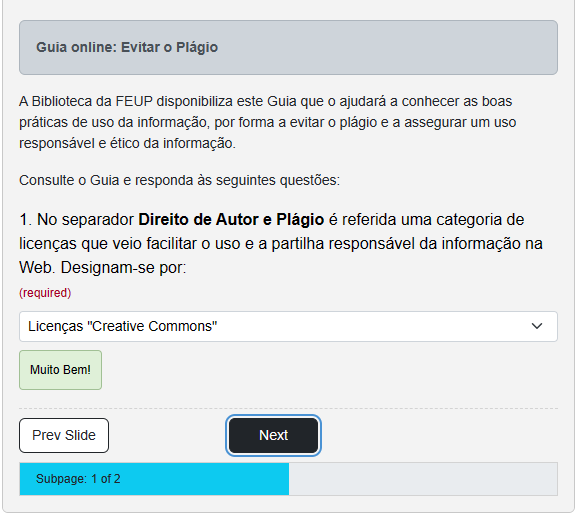 Guia online: Evitar o Plágio
A Biblioteca da FEUP disponibiliza este Guia que o ajudará a conhecer as boas
práticas de uso da informação, por forma a evitar o plágio e a assegurar um uso
responsável e ético da informação.
Consulte o Guia e responda às seguintes questões:
1. No separador Direito de Autor e Plágio é referida uma categoria de
licenças que veio facilitar o uso e a partilha responsável da informação na
Web. Designam-se por:
(required)
Licenças "Creative Commons"
Muito Bem!
Prev Slide
Next
Subpage: 1 of 2